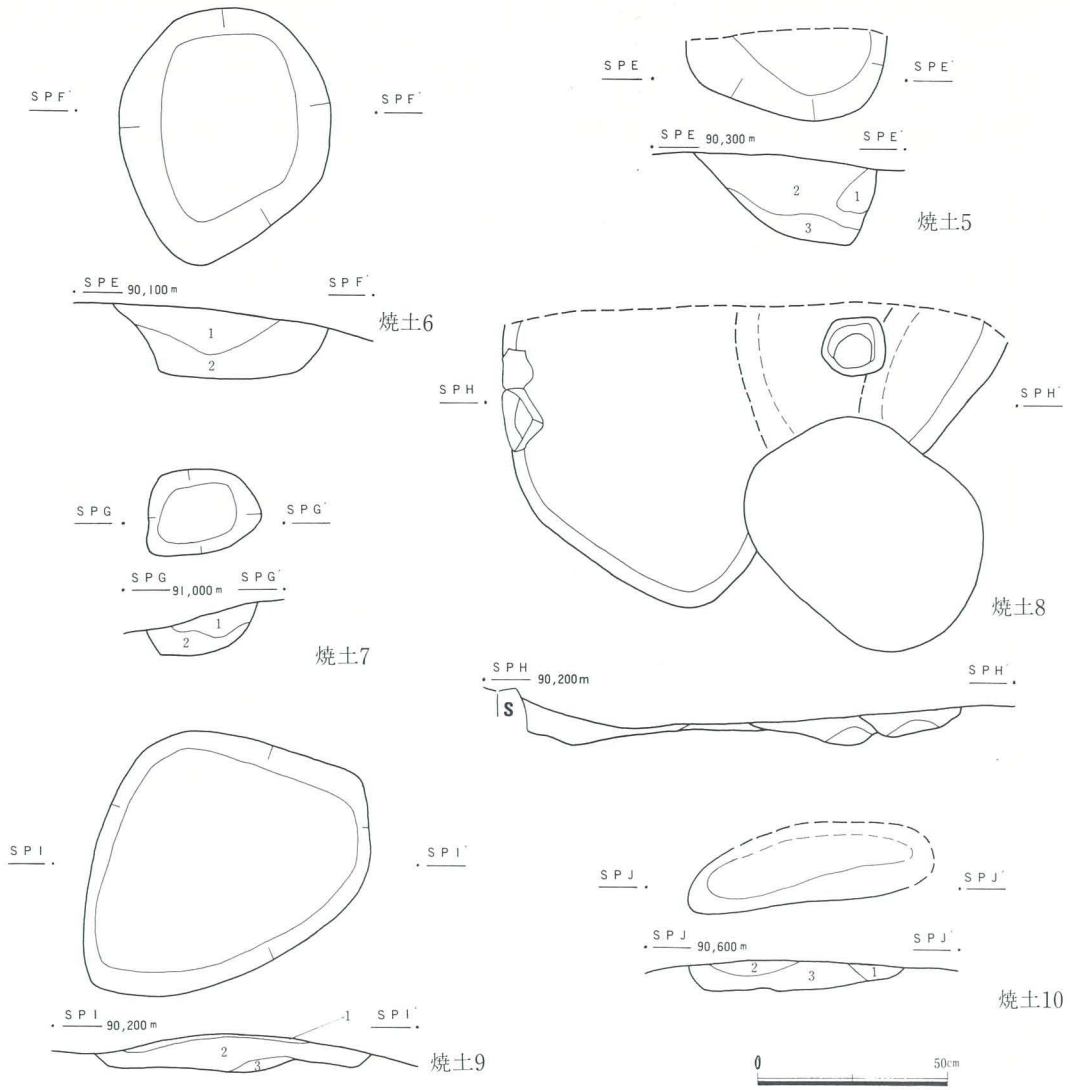 SPF´
SPF´
SPE 90,100m SPF´
1
2
焼土6
SPE SPE´
SPE 90,300m SPE´
2
1
3
焼土5
SPG SPG´
SPG 91,000m SPG´
1
2
焼土7
SPH SPH´
焼土8
SPH 90,200m SPH´
S
SPI SPI´
SPI 90,200m SPI´
1
2
3
焼土9
SPJ SPJ´
SPJ 90,600m SPJ´
2
3
1
焼土10
0 50cm